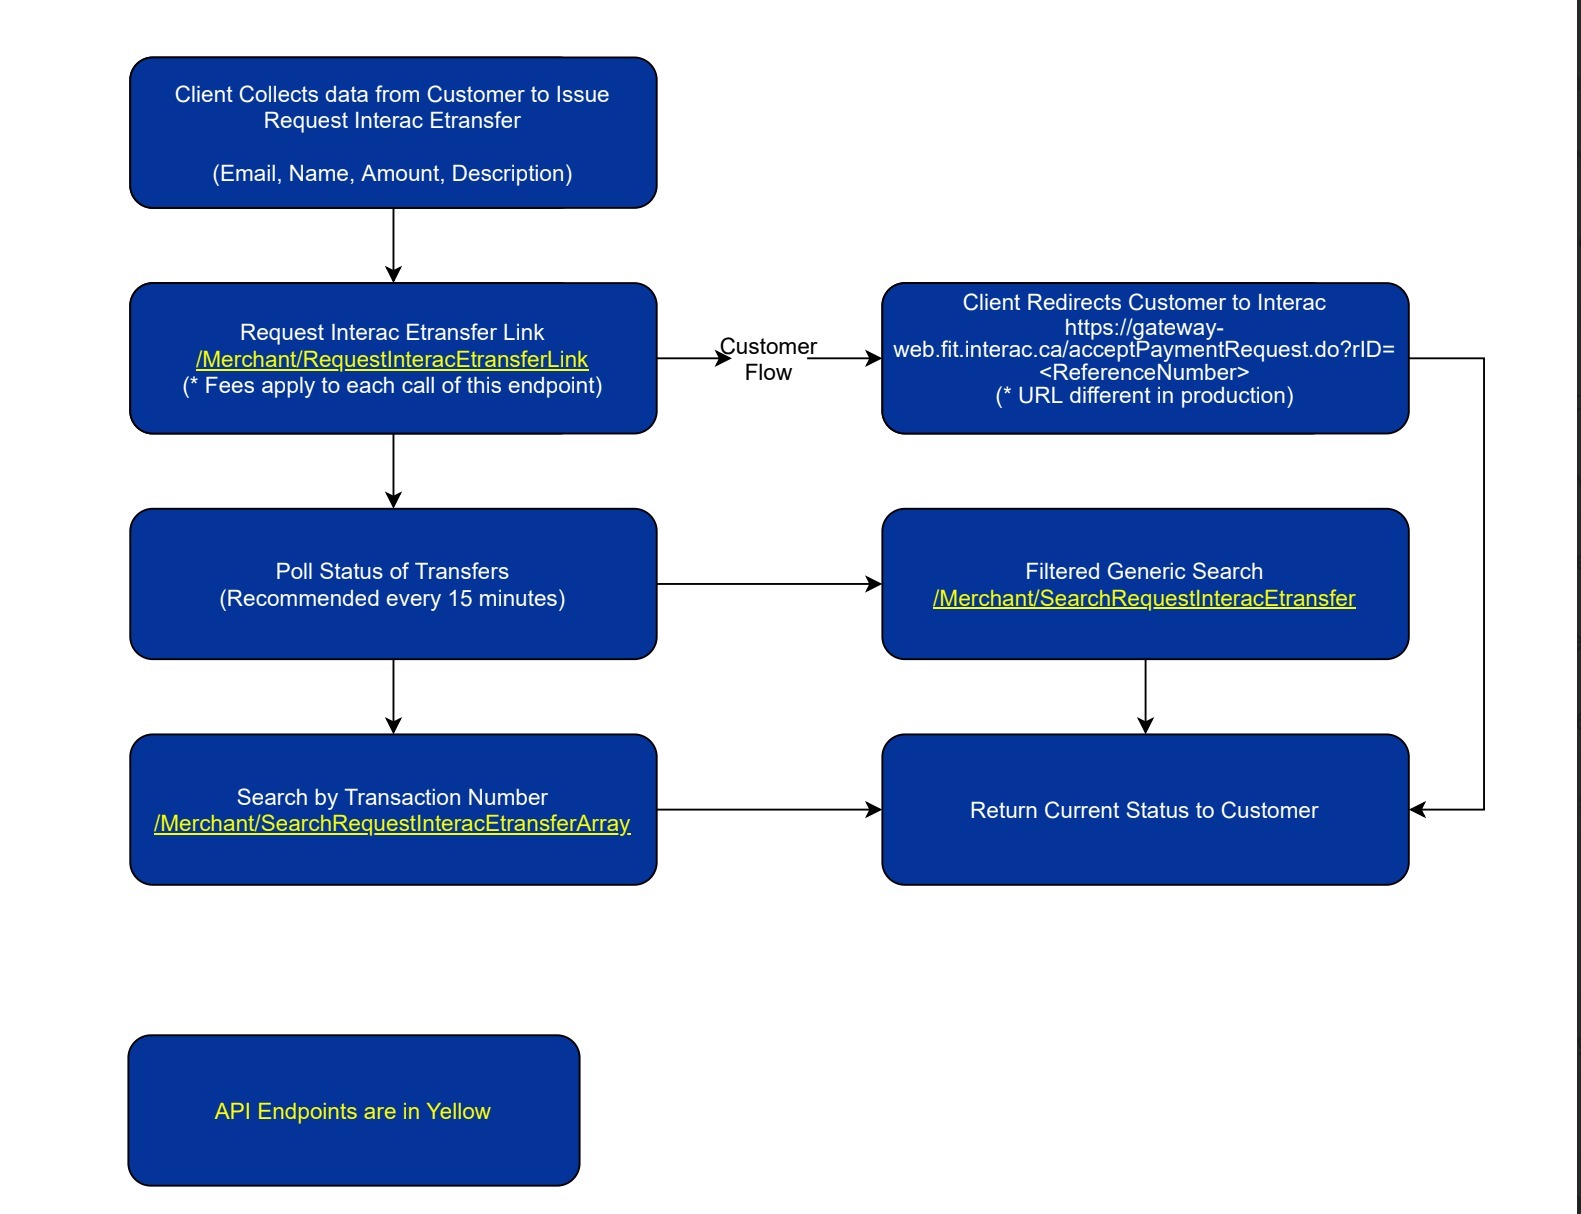 Client Collects data from Customer to Issue
Request Interac Etransfer
(Email, Name, Amount, Description)
Request Interac Etransfer Link
/Merchant/RequestInteracEtransferLink
(* Fees apply to each call of this endpoint)
Customer
Flow
Client Redirects Customer to Interac
https://gateway-
web.fit.interac.ca/acceptPaymentRequest.do?rID=
<ReferenceNumber>
(* URL different in production)
Poll Status of Transfers
(Recommended every 15 minutes)
Filtered Generic Search
/Merchant/SearchRequestInteracEtransfer
Search by Transaction Number
/Merchant/SearchRequestInteracEtransferArray
Return Current Status to Customer
API Endpoints are in Yellow